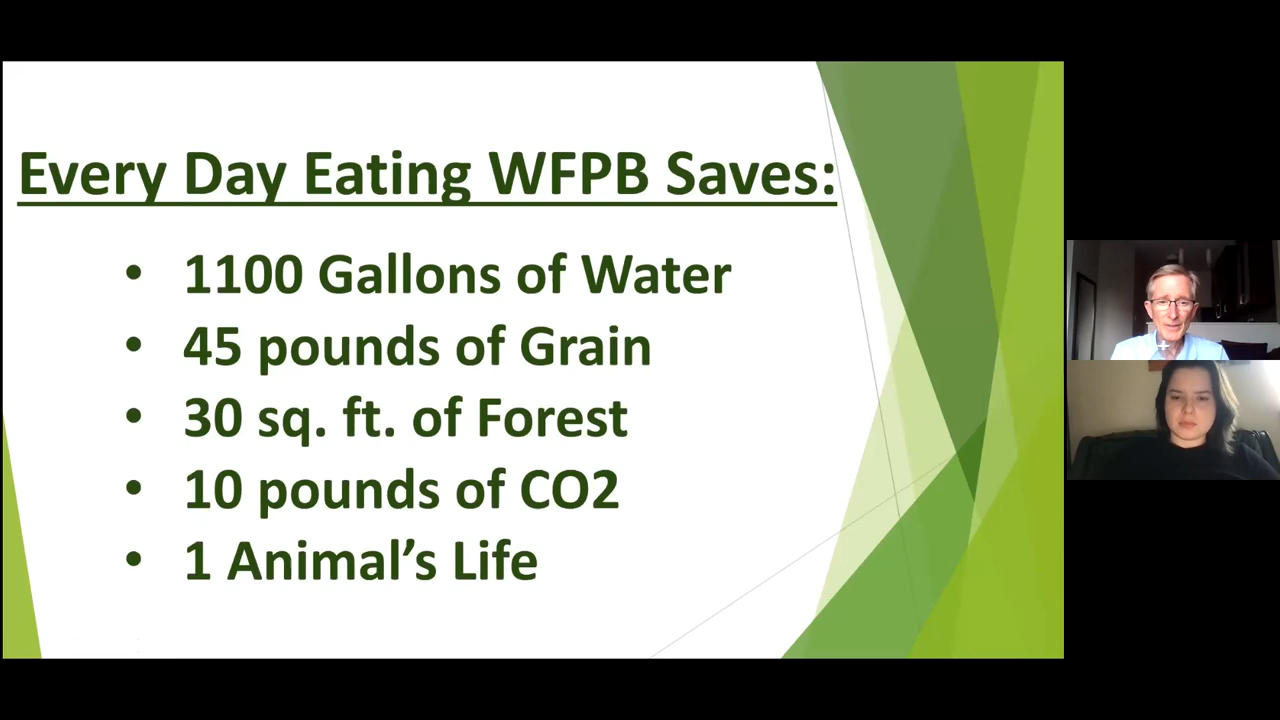 Every Day Eating WFPB Saves:
• 1100 Gallons of Water
• 45 pounds of Grain
• 30 sq. ft. of Forest
• 10 pounds of CO2
• 1 Animal’s Life